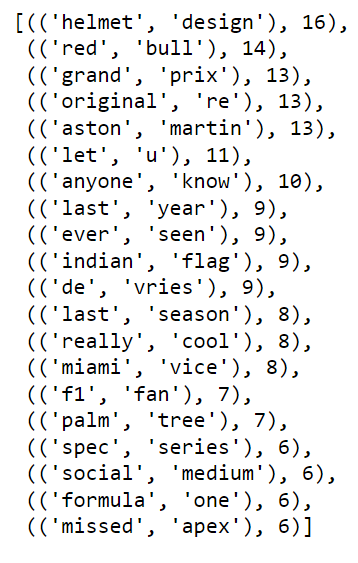 [(('helmet', 'design'), 16),
(('red', 'bull'), 14),
(('grand', 'prix'), 13),
(('original', 're'), 13),
(('aston', 'martin'), 13),
(('let', 'u'), 11),
(('anyone', 'know'), 10),
(('last', 'year'), 9),
(('ever', 'seen'), 9),
(('indian', 'flag'), 9),
(('de', 'vries'), 9),
(('last', 'season'), 8),
(('really', 'cool'), 8),
(('miami', 'vice'), 8),
(('f1', 'fan'), 7),
(('palm', 'tree'), 7),
(('spec', 'series'), 6),
(('social', 'medium'), 6),
(('formula', 'one'), 6),
(('missed', 'apex'), 6)]